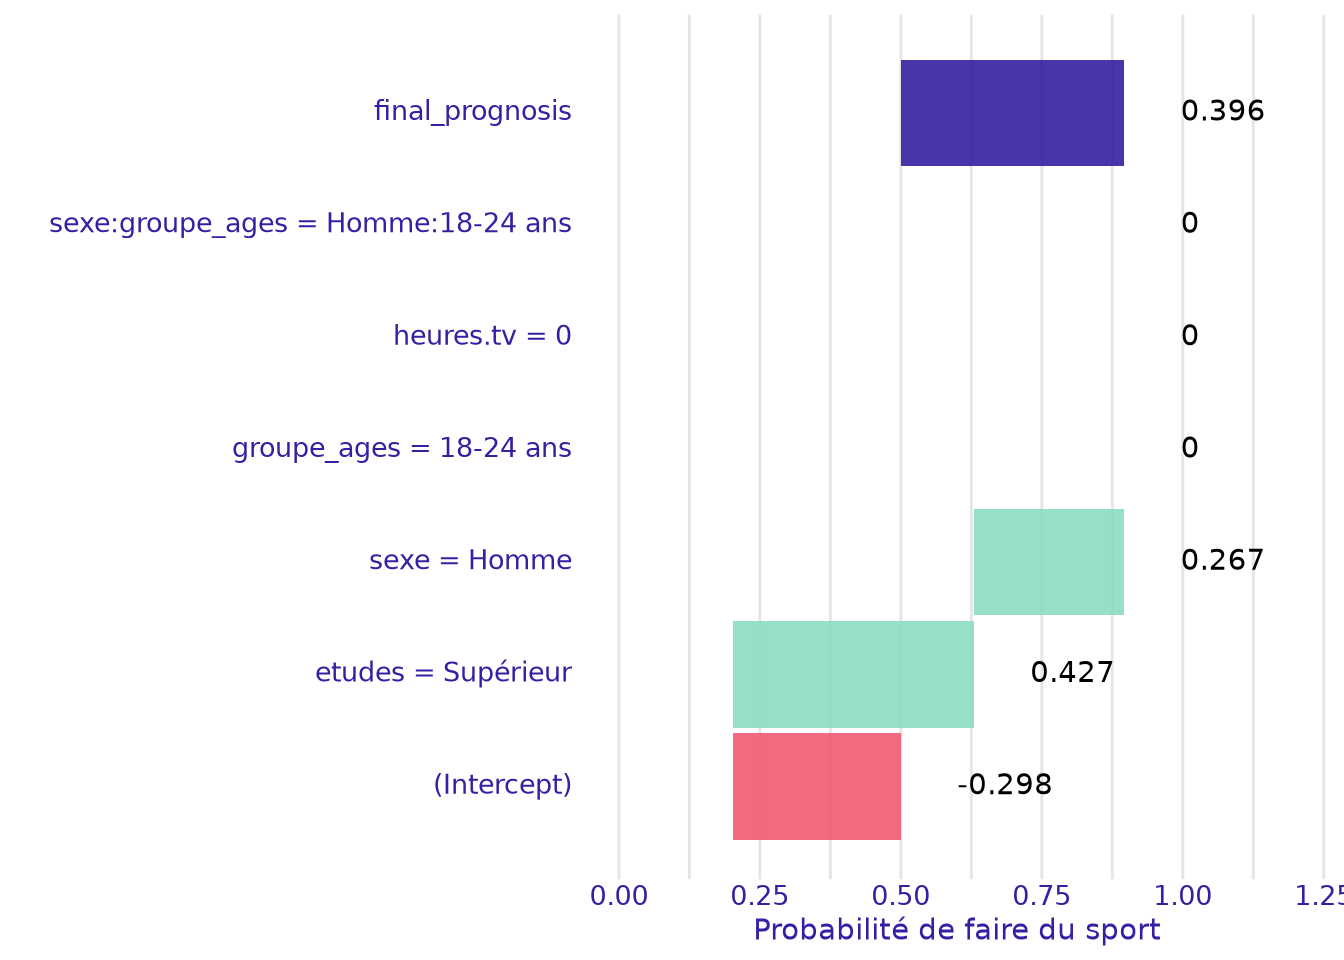 final_prognosis 0.396
sexe:groupe_ages = Homme:18-24 ans 0
heures.tv = 0 0
groupe_ages = 18-24 ans 0
sexe = Homme 0.267
etudes = Supérieur 0.427
(Intercept) -0.298
0.00 0.25 0.50 0.75 1.00 1.25
Probabilité de faire du sport